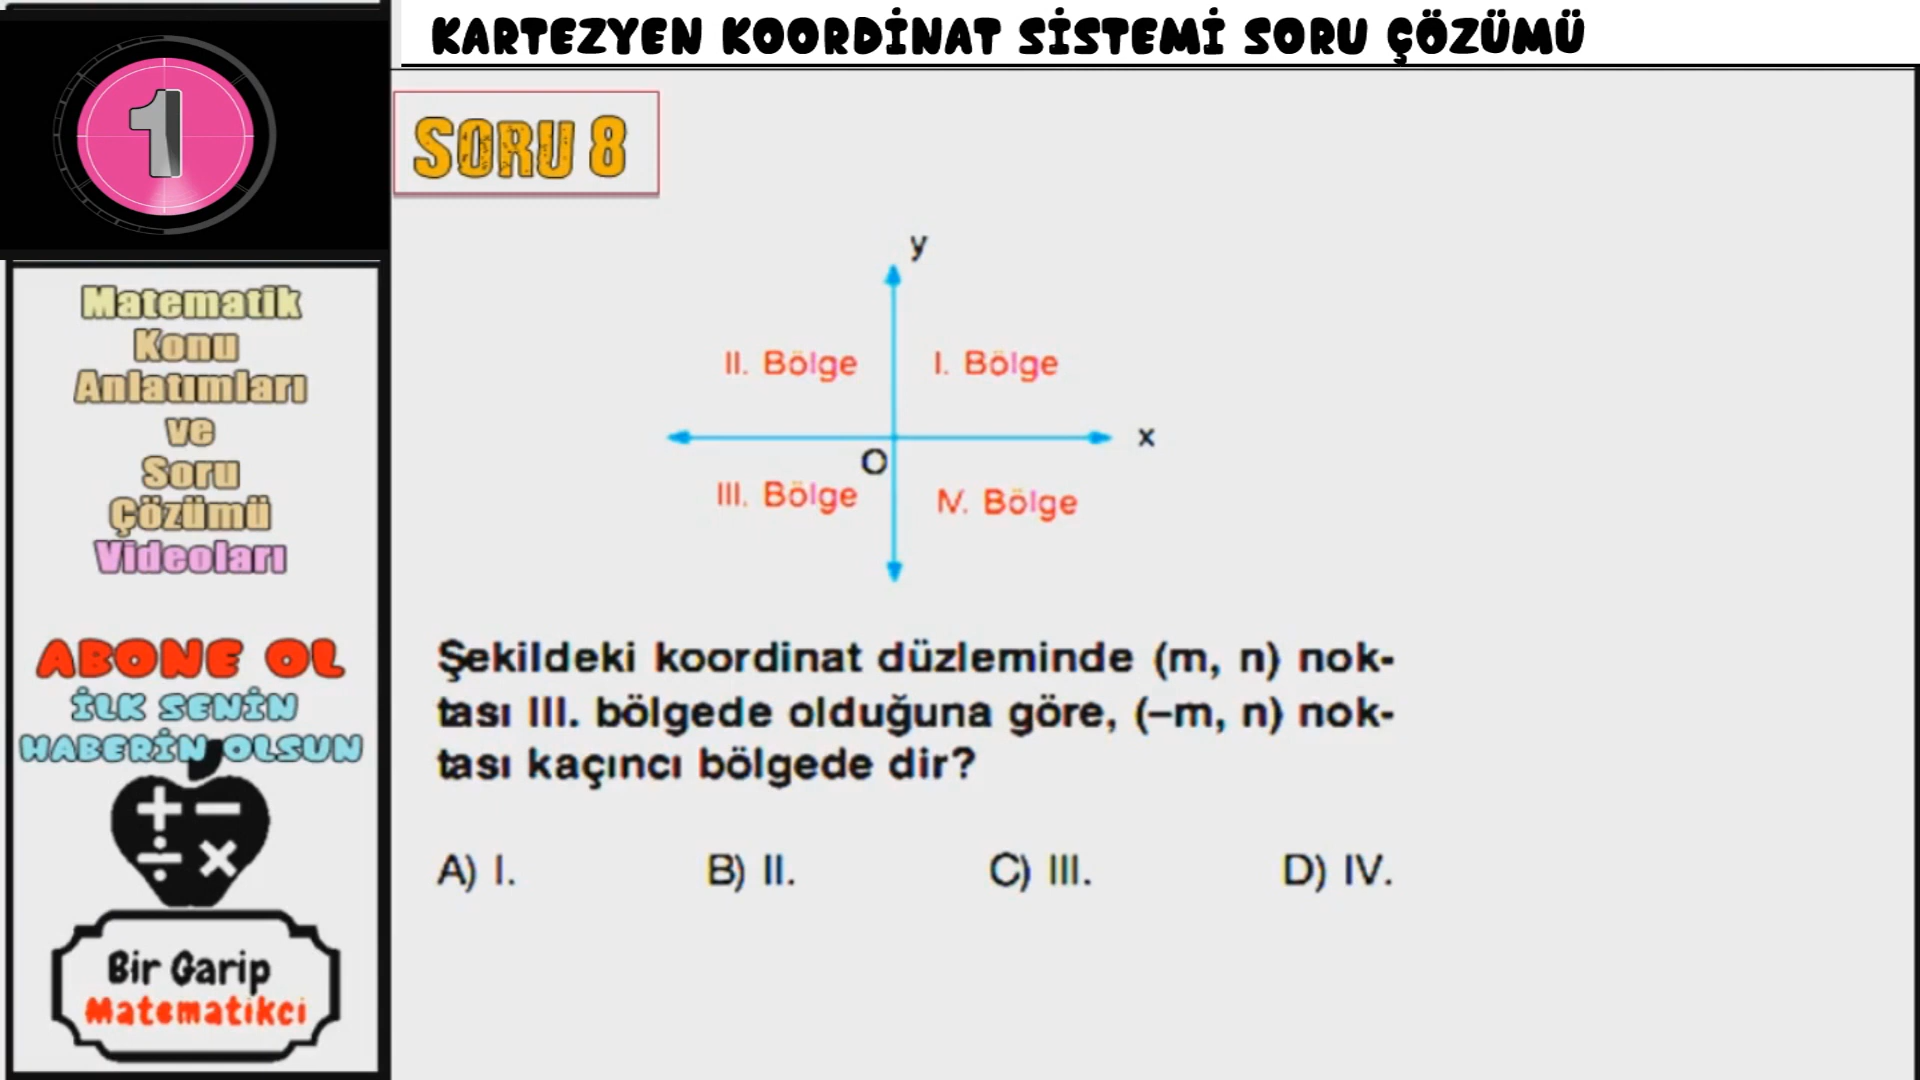 KARTEZYEN KOORDİNAT SİSTEMİ SORU ÇÖZÜMÜ
1
SORU 8
Matematik
Konu
Anlatımları
ve
Soru
Çözümü
Videoları
ABONE OL
İLK SENİN
HABERİN OLSUN
Bir Garip
Matematikci
y
II. Bölge
I. Bölge
x
O
III. Bölge
IV. Bölge
Şekildeki koordinat düzleminde (m, n) nok-
tası III. bölgede olduğuna göre, (–m, n) nok-
tası kaçıncı bölgede dir?
A) I. B) II. C) III. D) IV.